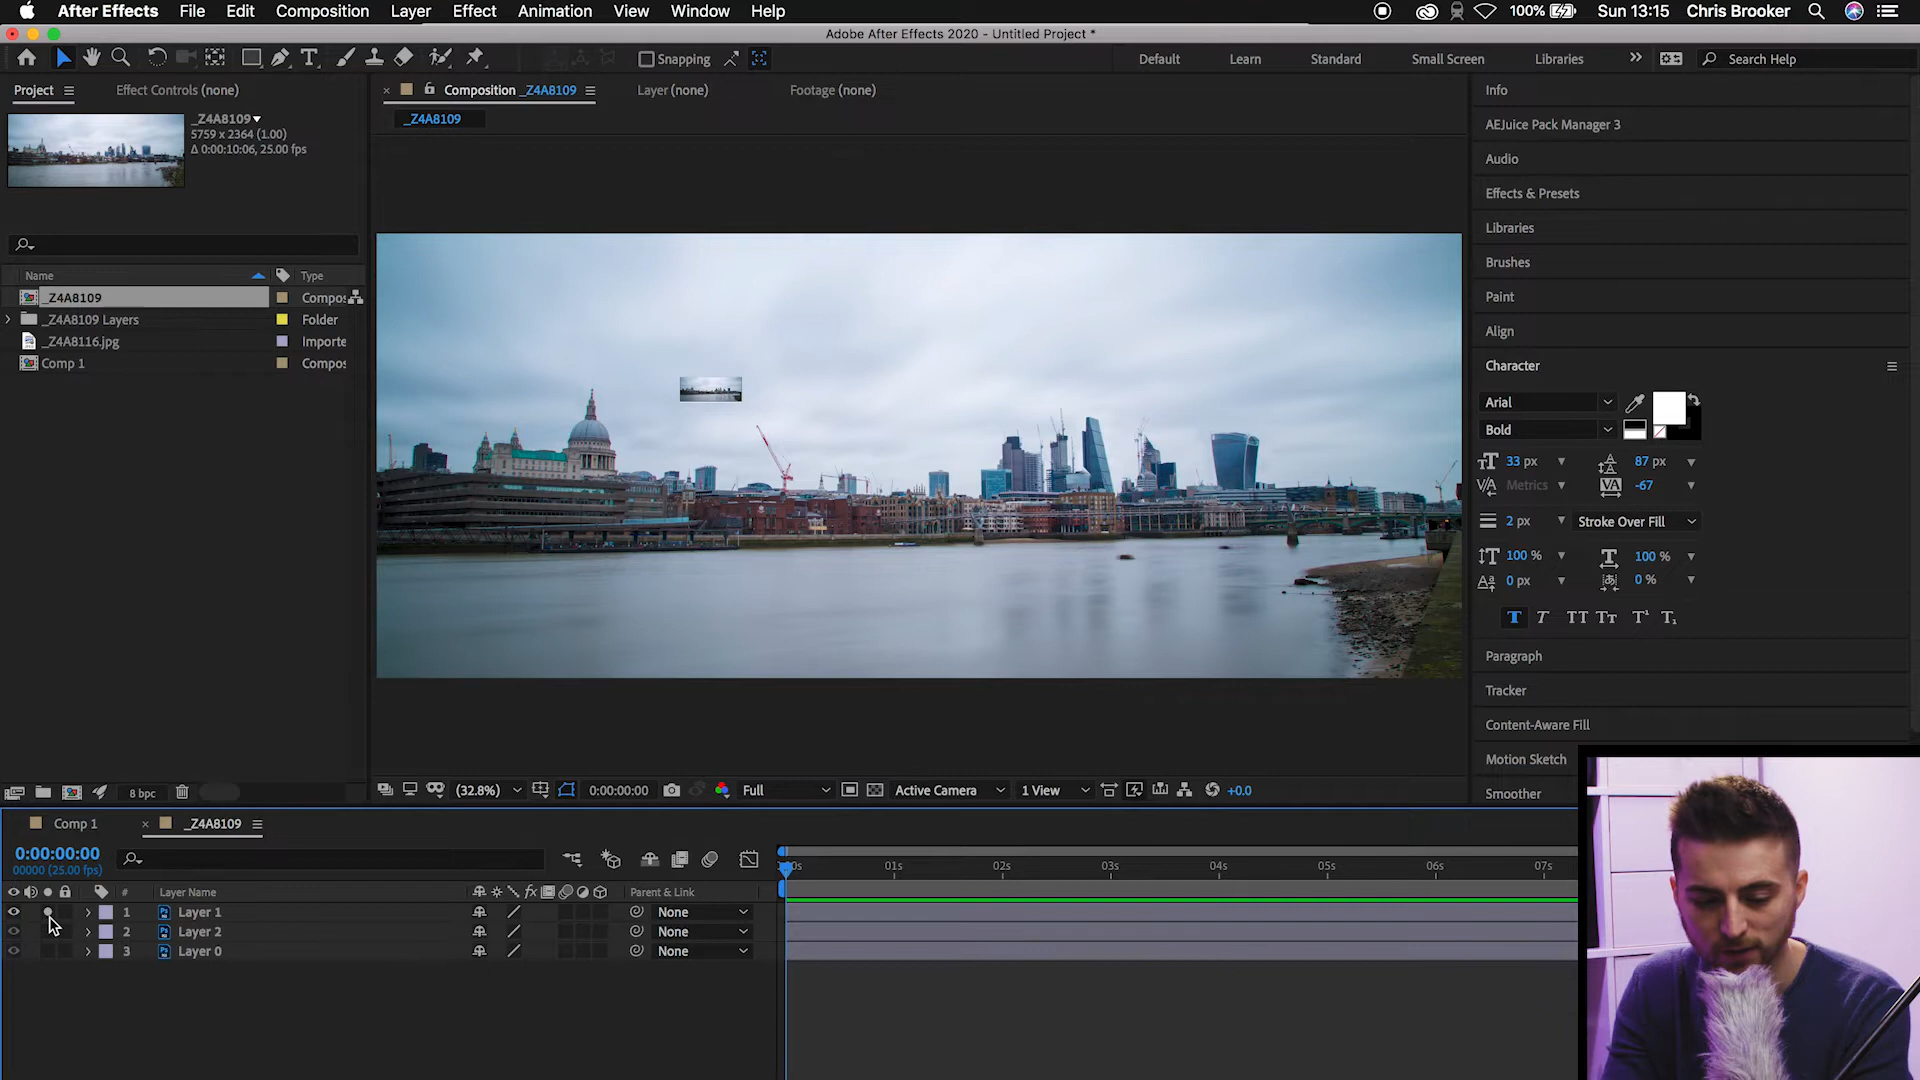 After Effects File Edit Composition Layer Effect Animation View Window Help 100% Sun 13:15 Chris Brooker
Adobe After Effects 2020 - Untitled Project *
Snapping Default Learn Standard Small Screen Libraries Search Help
Project Effect Controls (none) Composition _Z4A8109 Layer (none) Footage (none) Info
_Z4A8109
5759 x 2364 (1.00)
Δ 0:00:10:06, 25.00 fps
_Z4A8109
AEJuice Pack Manager 3
Audio
Effects & Presets
Libraries
Brushes
Paint
Align
Character
Name Type
_Z4A8109 Compos
_Z4A8109 Layers Folder
_Z4A8116.jpg Importe
Comp 1 Compos
Arial
Bold
33 px 87 px
Metrics -67
2 px Stroke Over Fill
100 % 100 %
0 px 0 %
T T TT Tr T¹ T₁
Paragraph
Tracker
Content-Aware Fill
Motion Sketch
Smoother
8 bpc (32.8%) 0:00:00:00 Full Active Camera 1 View +0.0
Comp 1 _Z4A8109
0:00:00:00
00000 (25.00 fps)
00s 01s 02s 03s 04s 05s 06s 07s
# Layer Name Parent & Link
1 Layer 1 None
2 Layer 2 None
3 Layer 0 None